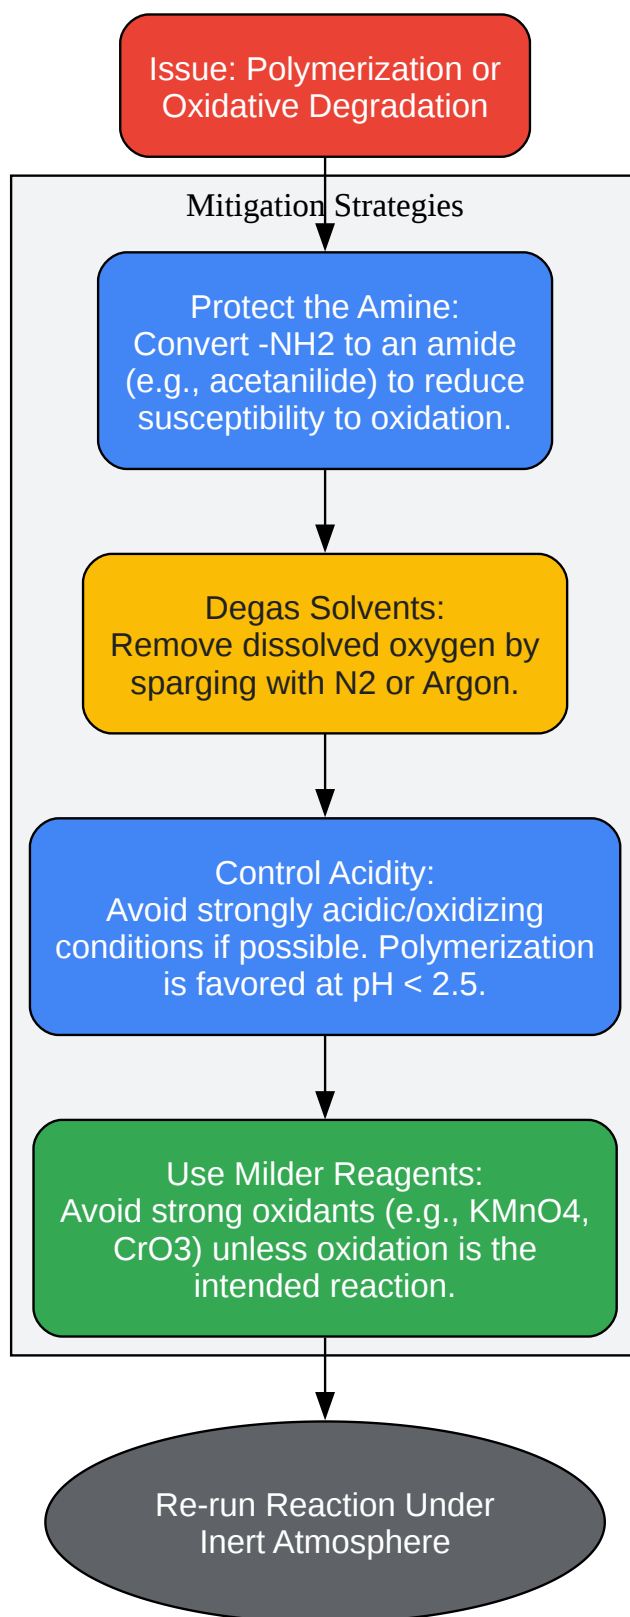 Issue: Polymerization or
Oxidative Degradation
Mitigation Strategies
Protect the Amine:
Convert -NH2 to an amide
(e.g., acetanilide) to reduce
susceptibility to oxidation.
Degas Solvents:
Remove dissolved oxygen by
sparging with N2 or Argon.
Control Acidity:
Avoid strongly acidic/oxidizing
conditions if possible. Polymerization
is favored at pH < 2.5.
Use Milder Reagents:
Avoid strong oxidants (e.g., KMnO4,
CrO3) unless oxidation is the
intended reaction.
Re-run Reaction Under
Inert Atmosphere